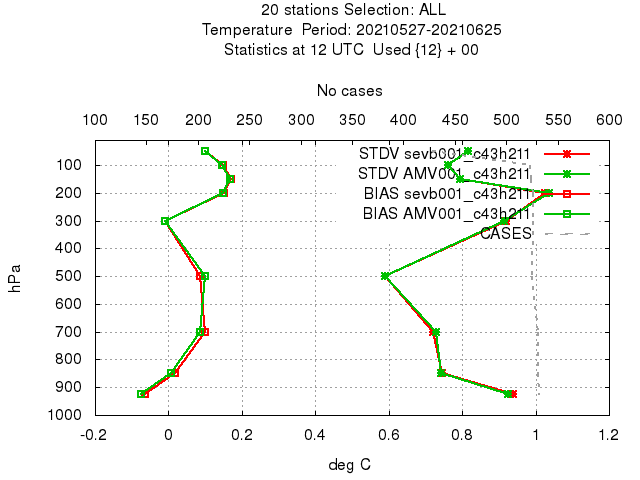 20 stations Selection: ALL
Temperature  Period: 20210527-20210625
Statistics at 12 UTC  Used {12} + 00
No cases
100 150 200 250 300 350 400 450 500 550 600
STDV sevb001_c43h211
STDV AMV001_c43h211
BIAS sevb001_c43h211
BIAS AMV001_c43h211
CASES
100
200
300
400
500
600
700
800
900
1000
hPa
-0.2 0 0.2 0.4 0.6 0.8 1 1.2
deg C